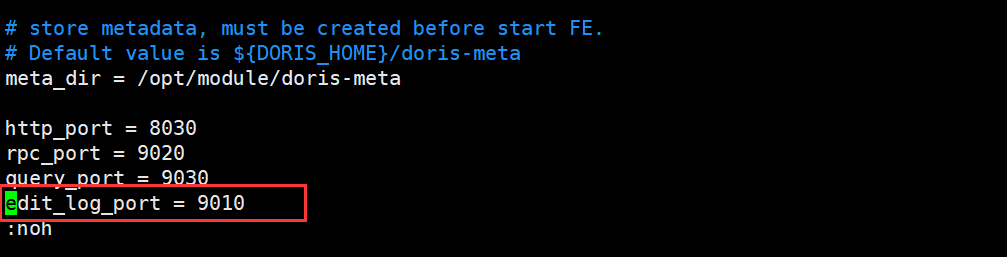 # store metadata, must be created before start FE.
# Default value is ${DORIS_HOME}/doris-meta
meta_dir = /opt/module/doris-meta
http_port = 8030
rpc_port = 9020
query_port = 9030
edit_log_port = 9010
:noh